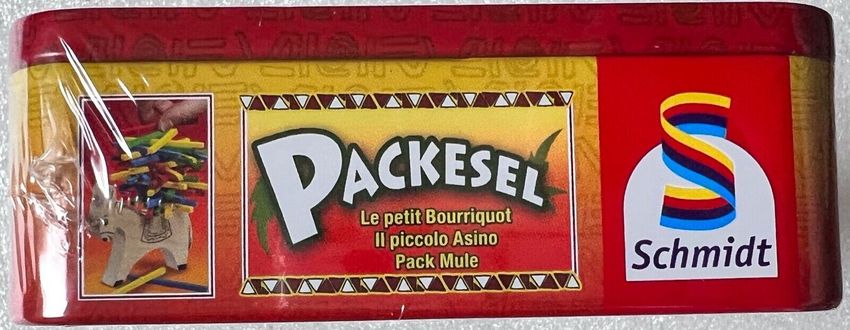 PACKESEL
Le petit Bourriquot
Il piccolo Asino
Pack Mule
Schmidt